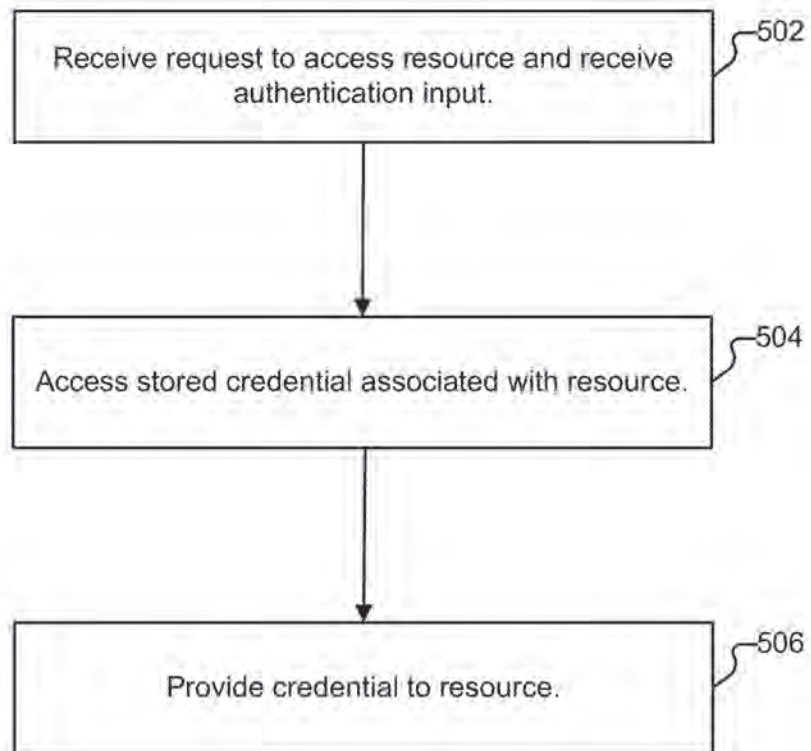 Receive request to access resource and receive
authentication input.
502
Access stored credential associated with resource.
504
Provide credential to resource.
506